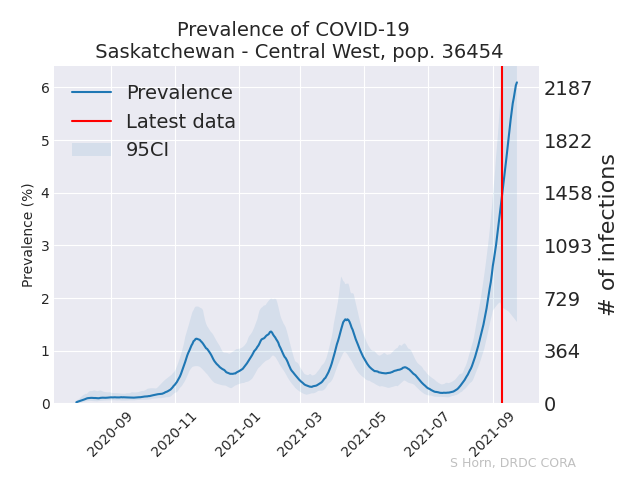 Prevalence of COVID-19
Saskatchewan - Central West, pop. 36454
Prevalence
Latest data
95CI
Prevalence (%)
6
5
4
3
2
1
0
2187
1822
1458
1093
729
364
0
# of infections
2020-09
2020-11
2021-01
2021-03
2021-05
2021-07
2021-09
S Horn, DRDC CORA